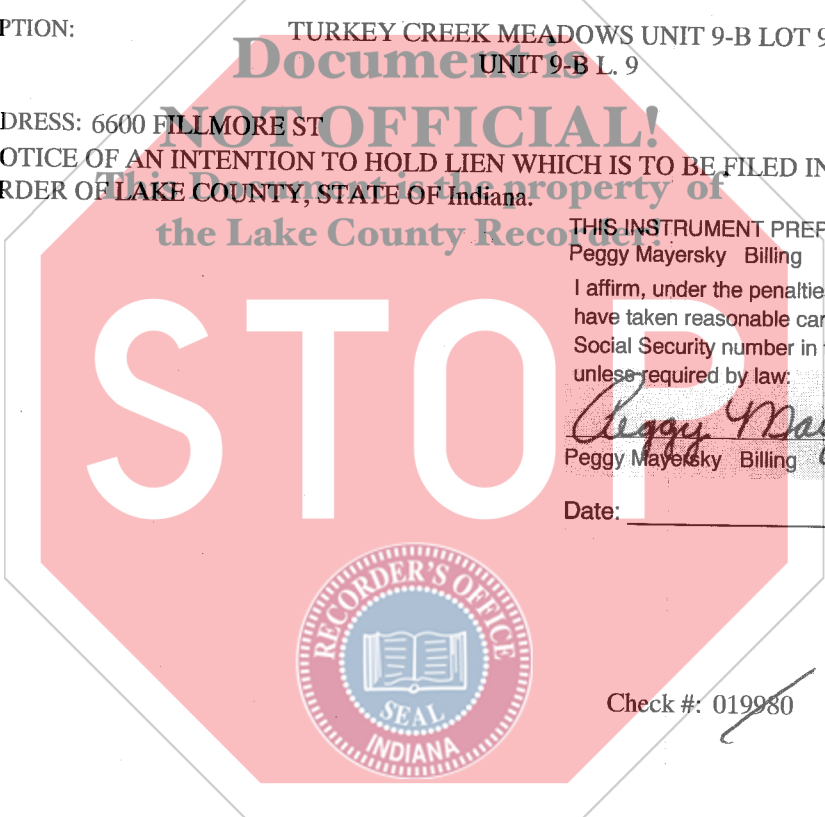 PTION: TURKEY CREEK MEADOWS UNIT 9-B LOT 9
Document is
UNIT 9-B L. 9
NOT OFFICIAL!
DRESS: 6600 FILLMORE ST
OTICE OF AN INTENTION TO HOLD LIEN WHICH IS TO BE FILED IN
This Document is the property of
RDER OF LAKE COUNTY, STATE OF Indiana.
the Lake County Recorder!
THIS INSTRUMENT PREP
Peggy Mayersky Billing
I affirm, under the penaltie
have taken reasonable car
Social Security number in
unless required by law:
Peggy May
Peggy Mayersky Billing
Date:
STOP
RECORDER'S OFFICE
SEAL
INDIANA
Check #: 019980